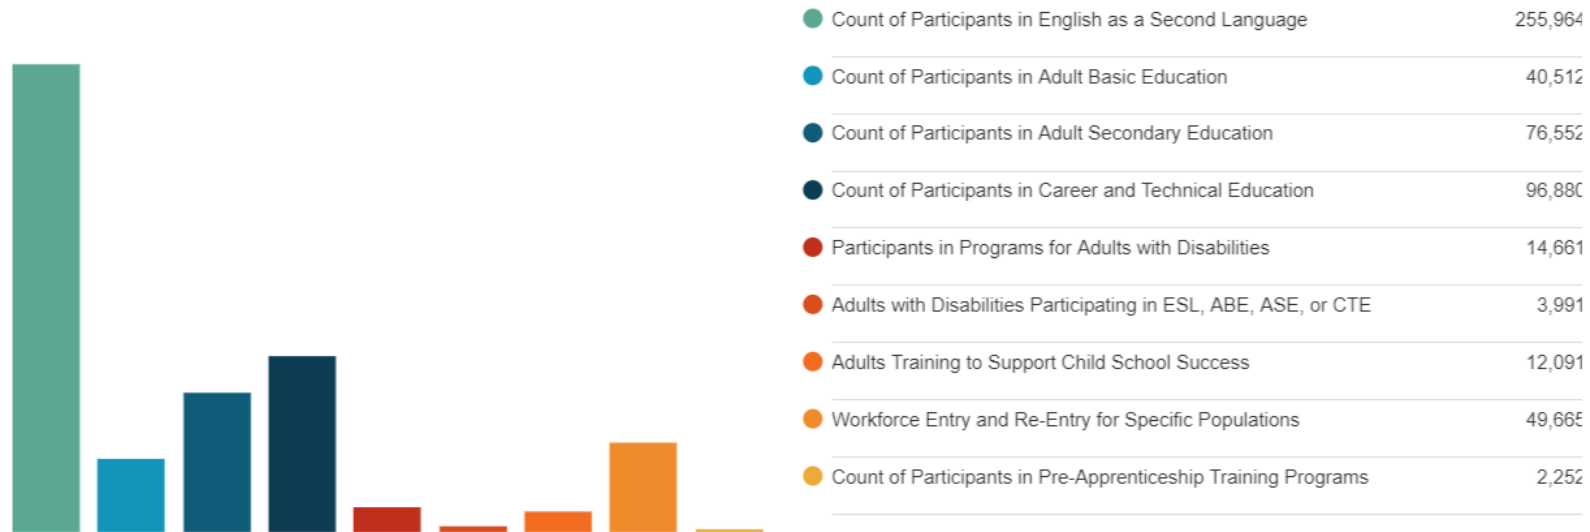 Count of Participants in English as a Second Language 255,964
Count of Participants in Adult Basic Education 40,512
Count of Participants in Adult Secondary Education 76,552
Count of Participants in Career and Technical Education 96,880
Participants in Programs for Adults with Disabilities 14,661
Adults with Disabilities Participating in ESL, ABE, ASE, or CTE 3,991
Adults Training to Support Child School Success 12,091
Workforce Entry and Re-Entry for Specific Populations 49,665
Count of Participants in Pre-Apprenticeship Training Programs 2,252